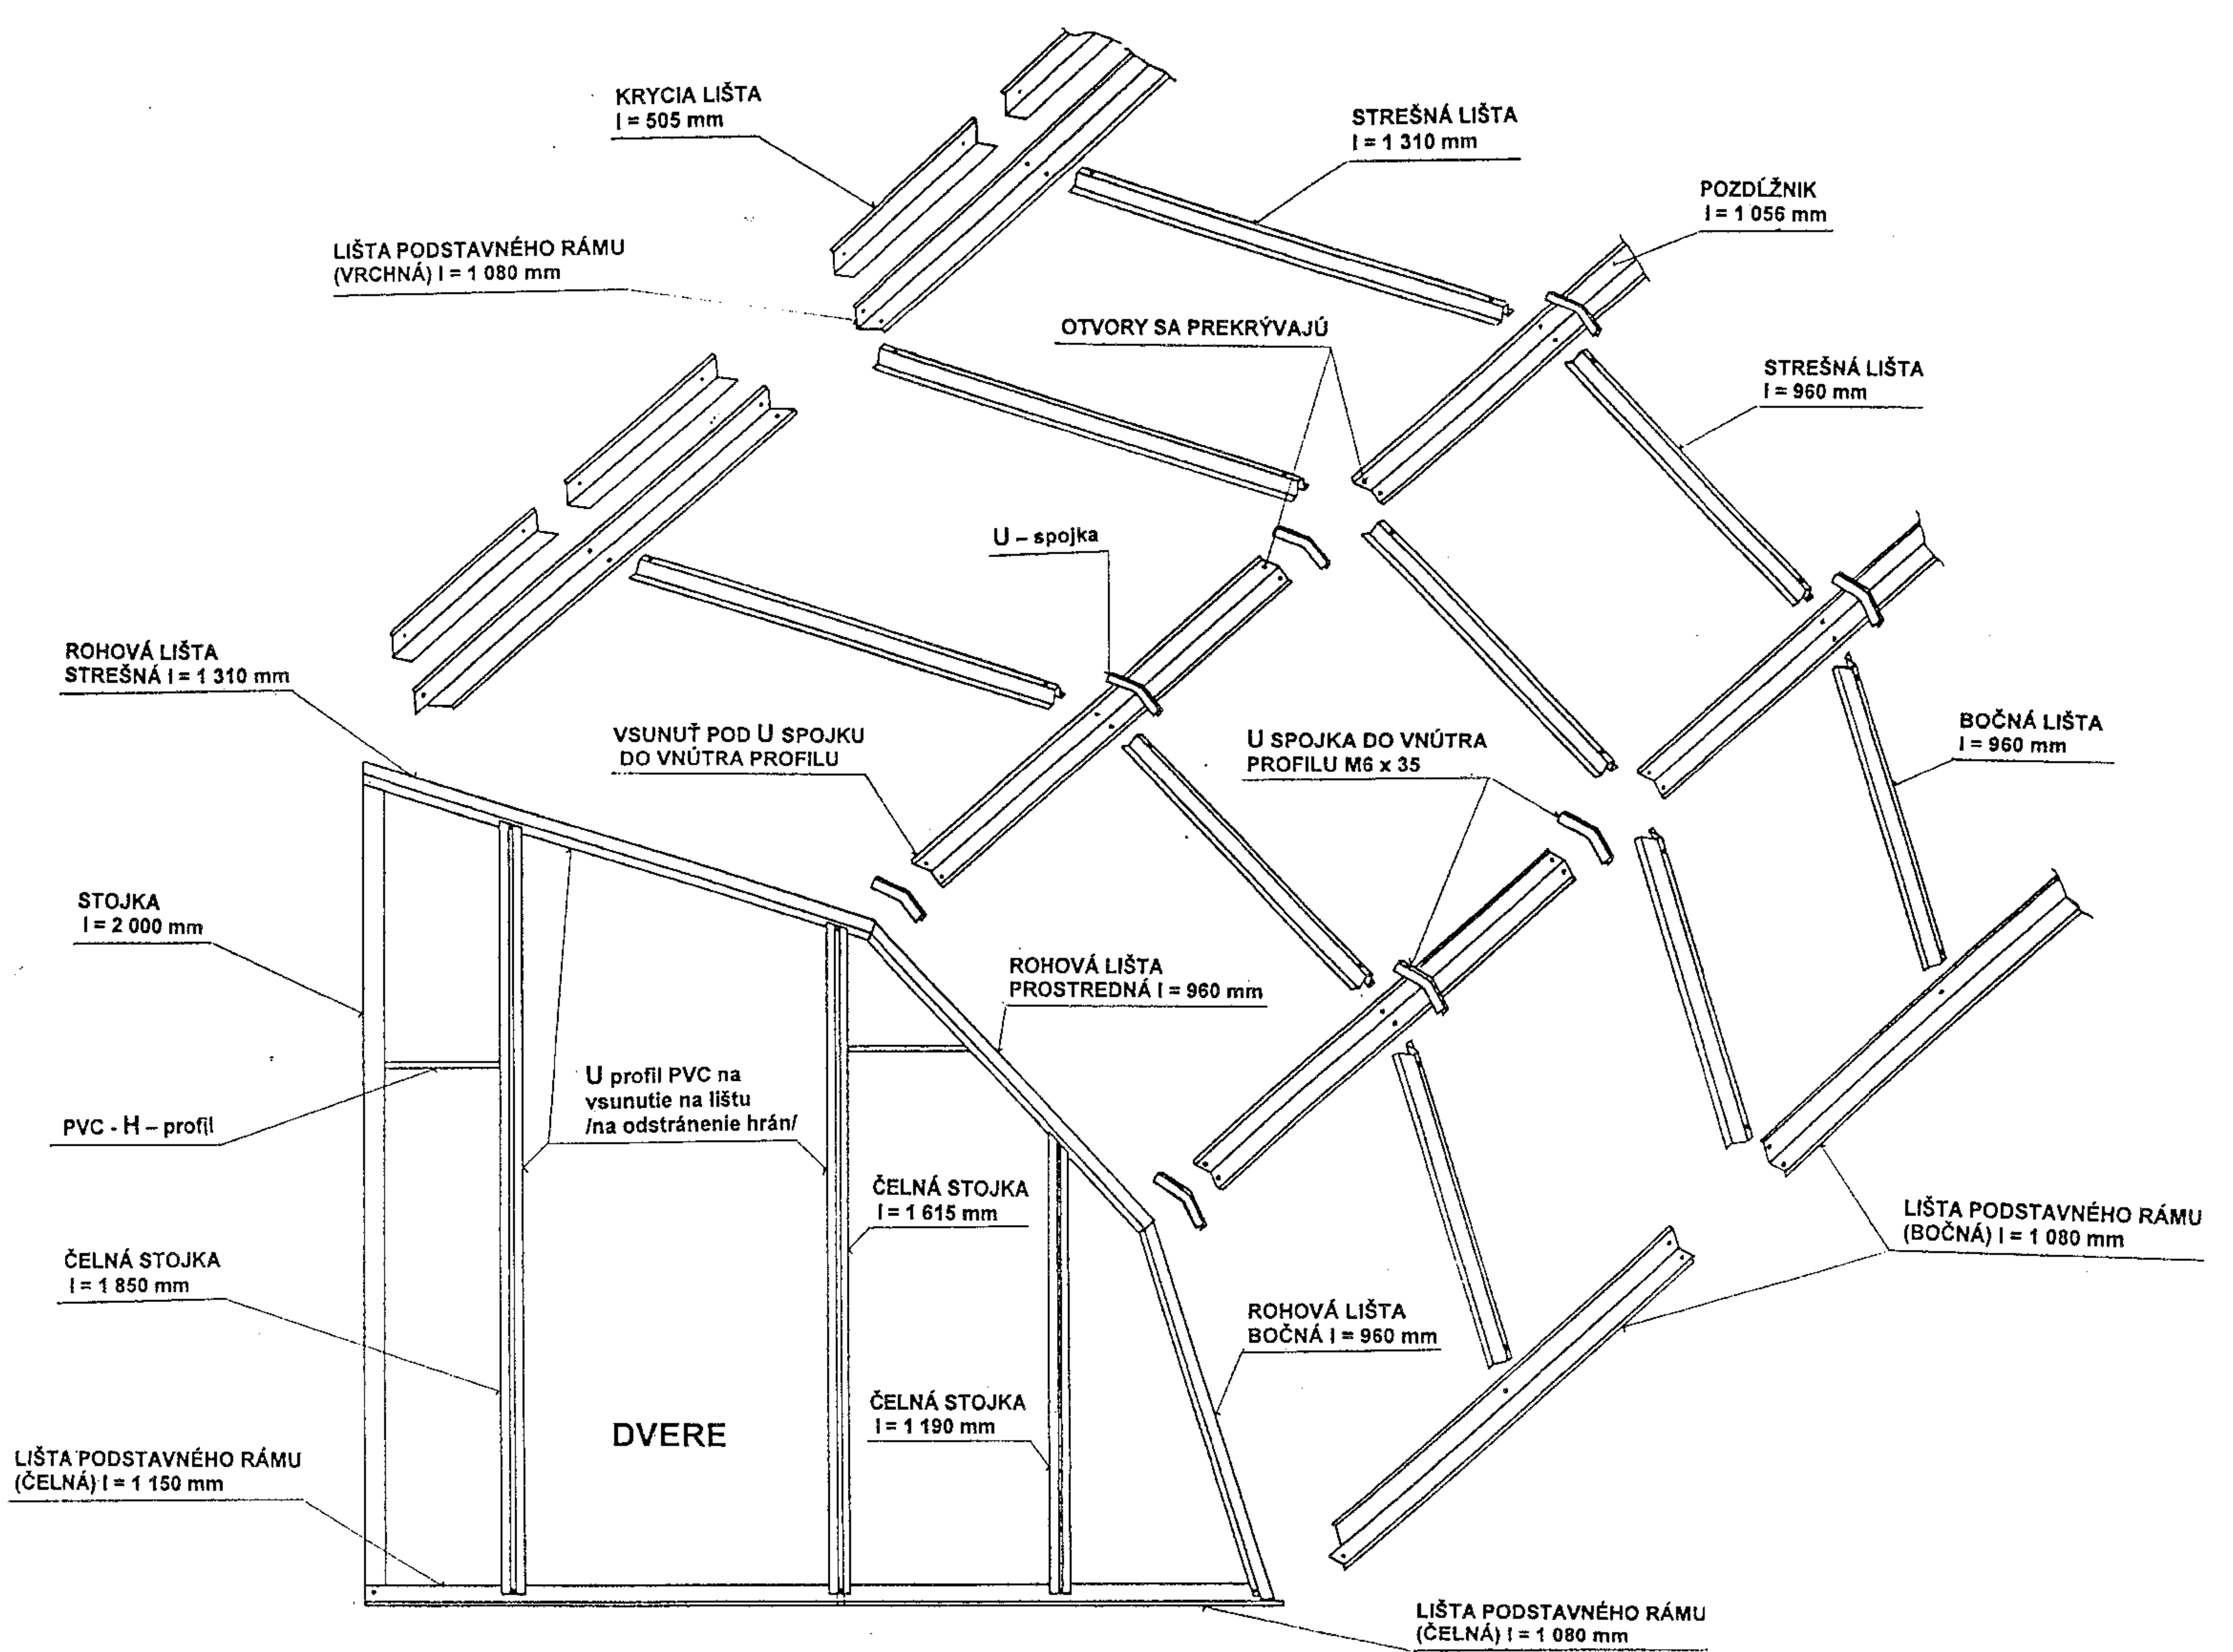 KRYCIA LIŠTA
l = 505 mm
STREŠNÁ LIŠTA
l = 1 310 mm
POZDĹŽNIK
l = 1 056 mm
LIŠTA PODSTAVNÉHO RÁMU
(VRCHNÁ) l = 1 080 mm
OTVORY SA PREKRÝVAJÚ
STREŠNÁ LIŠTA
l = 960 mm
U – spojka
ROHOVÁ LIŠTA
STREŠNÁ l = 1 310 mm
VSUNUŤ POD U SPOJKU
DO VNÚTRA PROFILU
U SPOJKA DO VNÚTRA
PROFILU M6 x 35
BOČNÁ LIŠTA
l = 960 mm
STOJKA
l = 2 000 mm
ROHOVÁ LIŠTA
PROSTREDNÁ l = 960 mm
PVC - H – profil
U profil PVC na
vsunutie na lištu
/na odstránenie hrán/
ČELNÁ STOJKA
l = 1 615 mm
LIŠTA PODSTAVNÉHO RÁMU
(BOČNÁ) l = 1 080 mm
ČELNÁ STOJKA
l = 1 850 mm
ROHOVÁ LIŠTA
BOČNÁ l = 960 mm
ČELNÁ STOJKA
l = 1 190 mm
DVERE
LIŠTA PODSTAVNÉHO RÁMU
(ČELNÁ) l = 1 150 mm
LIŠTA PODSTAVNÉHO RÁMU
(ČELNÁ) l = 1 080 mm